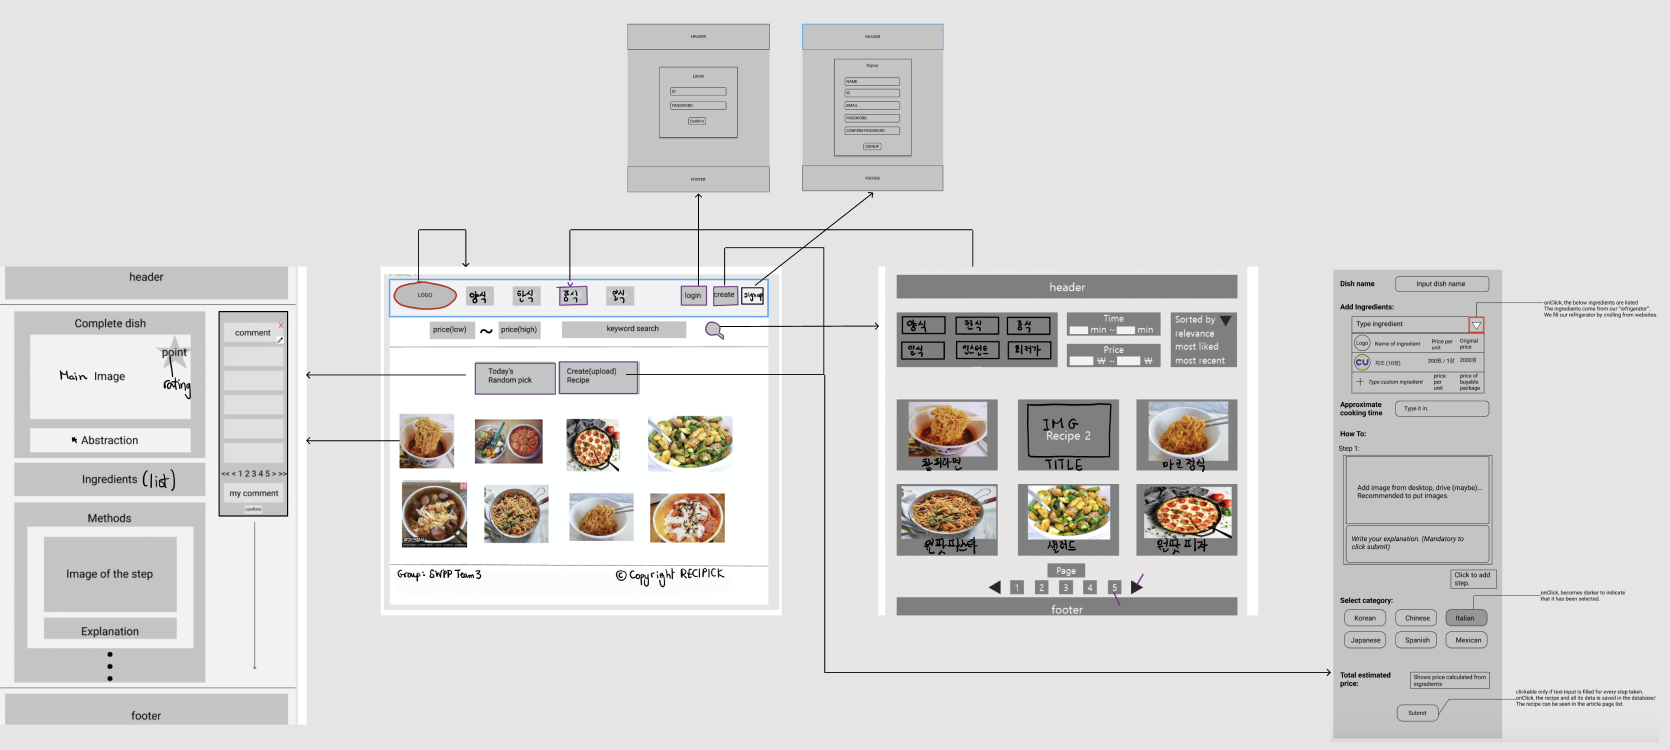 HEADER
LOGIN
ID
PASSWORD
Confirm
FOOTER
HEADER
Signup
NAME
ID
EMAIL
PASSWORD
CONFIRM PASSWORD
SIGNUP
FOOTER
header
Complete dish
point
Main Image
rating
Abstraction
Ingredients (list)
Methods
Image of the step
Explanation
footer
comment
X
<< < 1 2 3 4 5 > >>
my comment
confirm
LOGO
양식
한식
중식
일식
login
create
signup
price(low)
~
price(high)
keyword search
Today's
Random pick
Create(upload)
Recipe
Group: SWPP Team3
© Copyright RECIPICK
header
양식
한식
중식
일식
인스턴트
최저가
Time
min ~ min
Price
₩ ~ ₩
Sorted by
relevance
most liked
most recent
IMG
Recipe 2
TITLE
원팟파스타
샐러드
원팟피자
Page
1 2 3 4 5
footer
Dish name
Input dish name
Add Ingredients:
Type ingredient
Logo
Name of ingredient
Price per
unit
Original
price
CU
치즈 (10장)
200원 / 1장
2000원
Type custom ingredient
price
per
unit
price of
buyable
package
Approximate
cooking time
Type it in
How To:
Step 1:
Add image from desktop, drive (maybe)...
Recommended to put images.
Write your explanation. (Mandatory to
click submit)
Click to add
step.
Select category:
Korean
Chinese
Italian
Japanese
Spanish
Mexican
Total estimated
price:
Shows price calculated from
ingredients
Submit
onClick, the below ingredients are listed
The ingredients come from our "refrigerator".
We fill our refrigerator by crolling from websites.
onClick, becomes darker to indicate
that it has been selected.
clickable only if text input is filled for every step taken.
onClick, the recipe and all its data is saved in the database/
The recipe can be seen in the article page list.